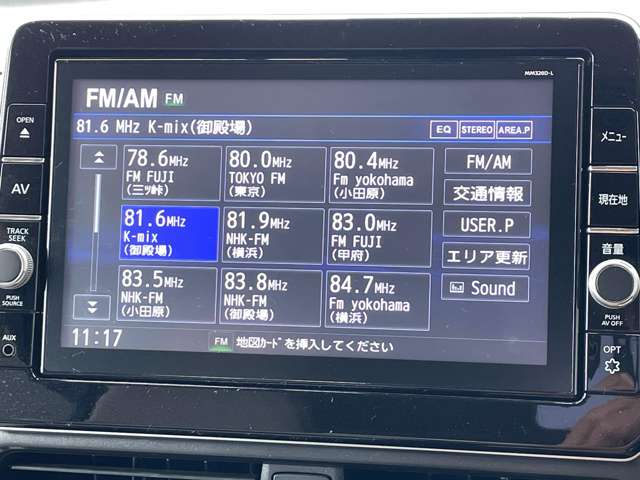 MM320D-L
OPEN
AV
TRACK
SEEK
PUSH
SOURCE
AUX
FM/AM FM
81.6 MHz K-mix(御殿場)
EQ STEREO AREA.P
78.6MHz
FM FUJI
(三ツ峠)
80.0MHz
TOKYO FM
(東京)
80.4MHz
Fm yokohama
(小田原)
81.6MHz
K-mix
(御殿場)
81.9MHz
NHK-FM
(横浜)
83.0MHz
FM FUJI
(甲府)
83.5MHz
NHK-FM
(小田原)
83.8MHz
NHK-FM
(御殿場)
84.7MHz
Fm yokohama
(横浜)
FM/AM
交通情報
USER.P
エリア更新
Sound
11:17
FM 地図ｶｰﾄﾞを挿入してください
メニュー
現在地
音量
PUSH
AV OFF
OPT